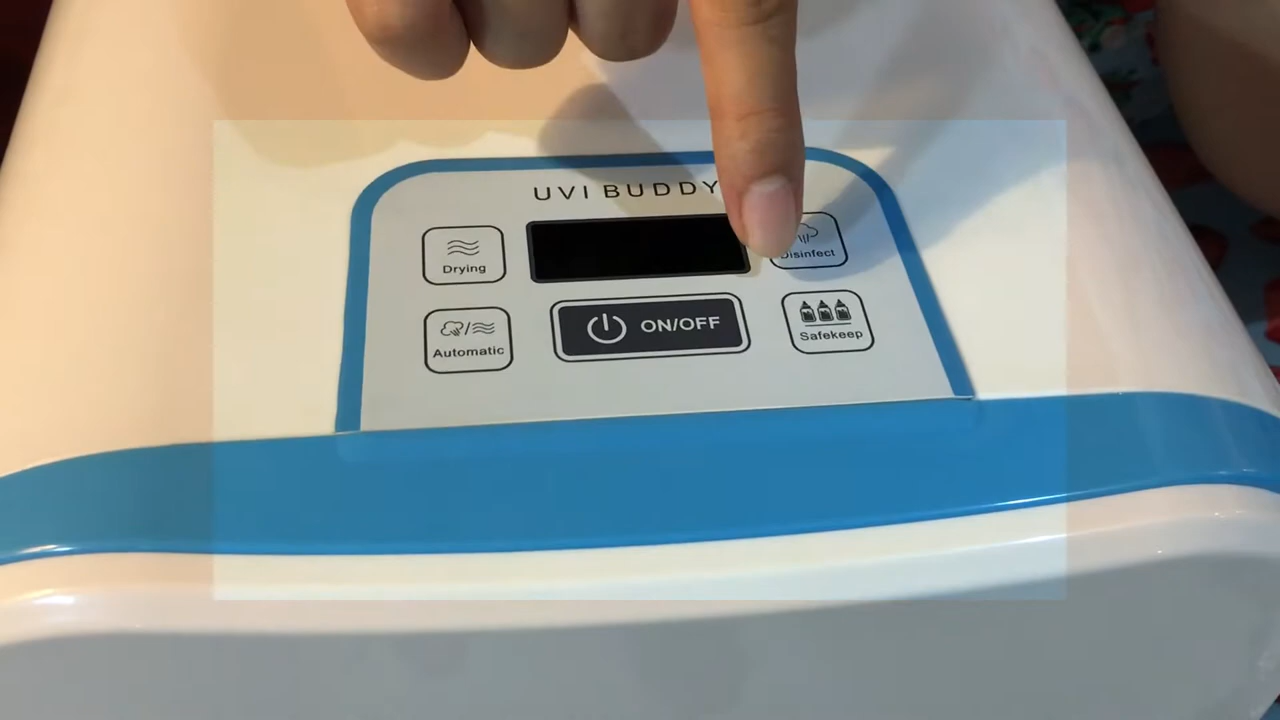 UVI BUDDY
Drying
Disinfect
Automatic
ON/OFF
Safekeep